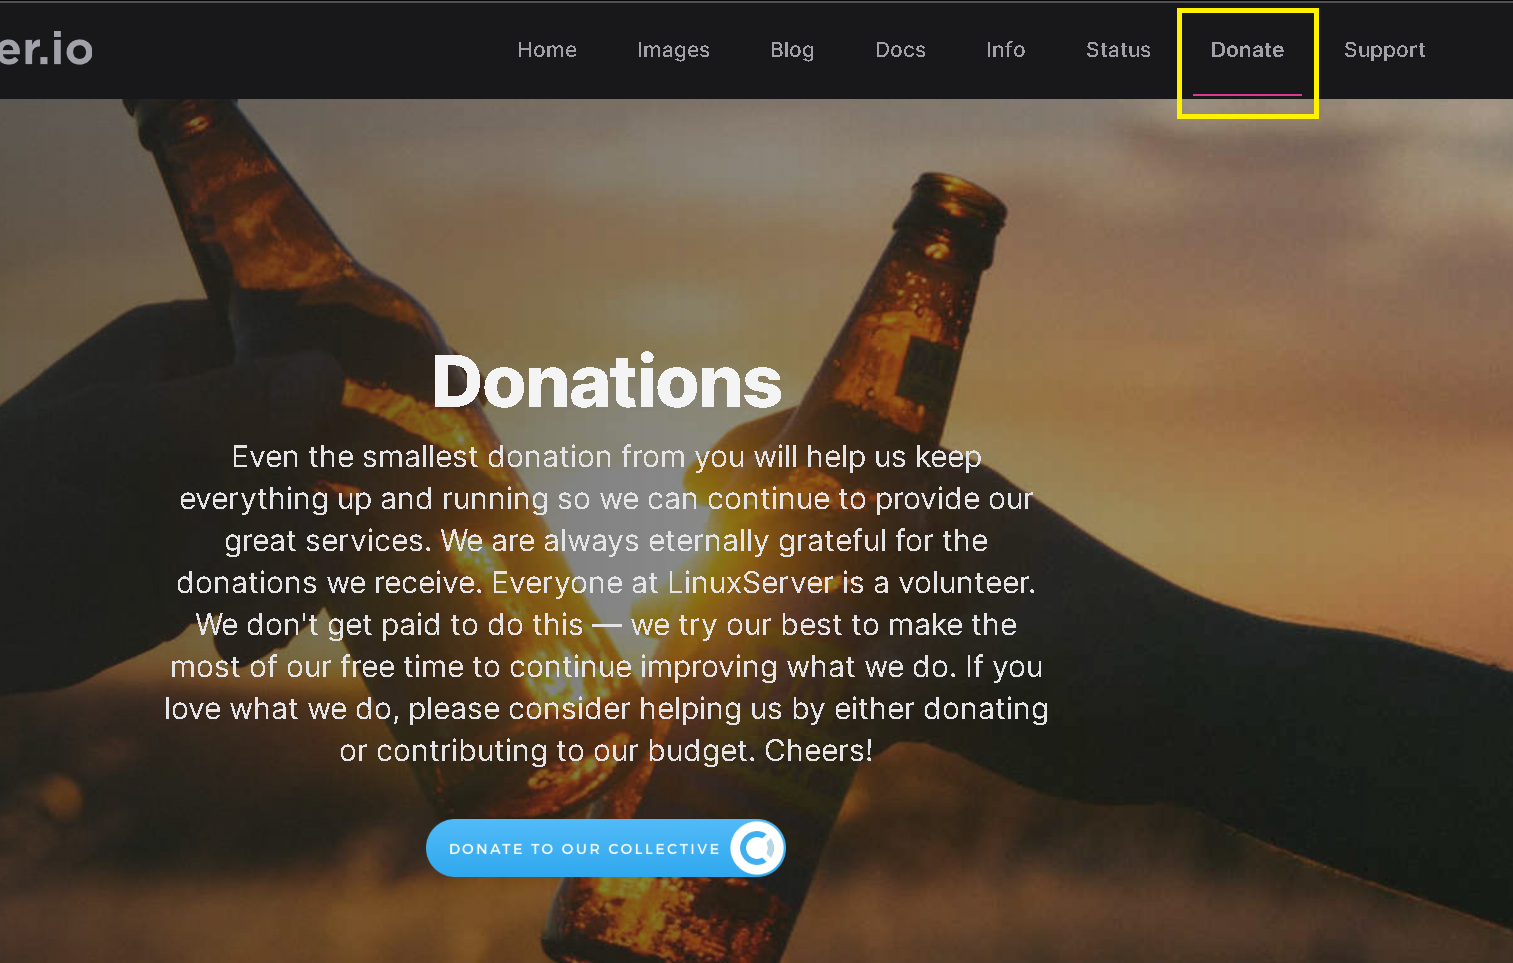 er.io
Home Images Blog Docs Info Status Donate Support
Donations
Even the smallest donation from you will help us keep
everything up and running so we can continue to provide our
great services. We are always eternally grateful for the
donations we receive. Everyone at LinuxServer is a volunteer.
We don't get paid to do this — we try our best to make the
most of our free time to continue improving what we do. If you
love what we do, please consider helping us by either donating
or contributing to our budget. Cheers!
DONATE TO OUR COLLECTIVE